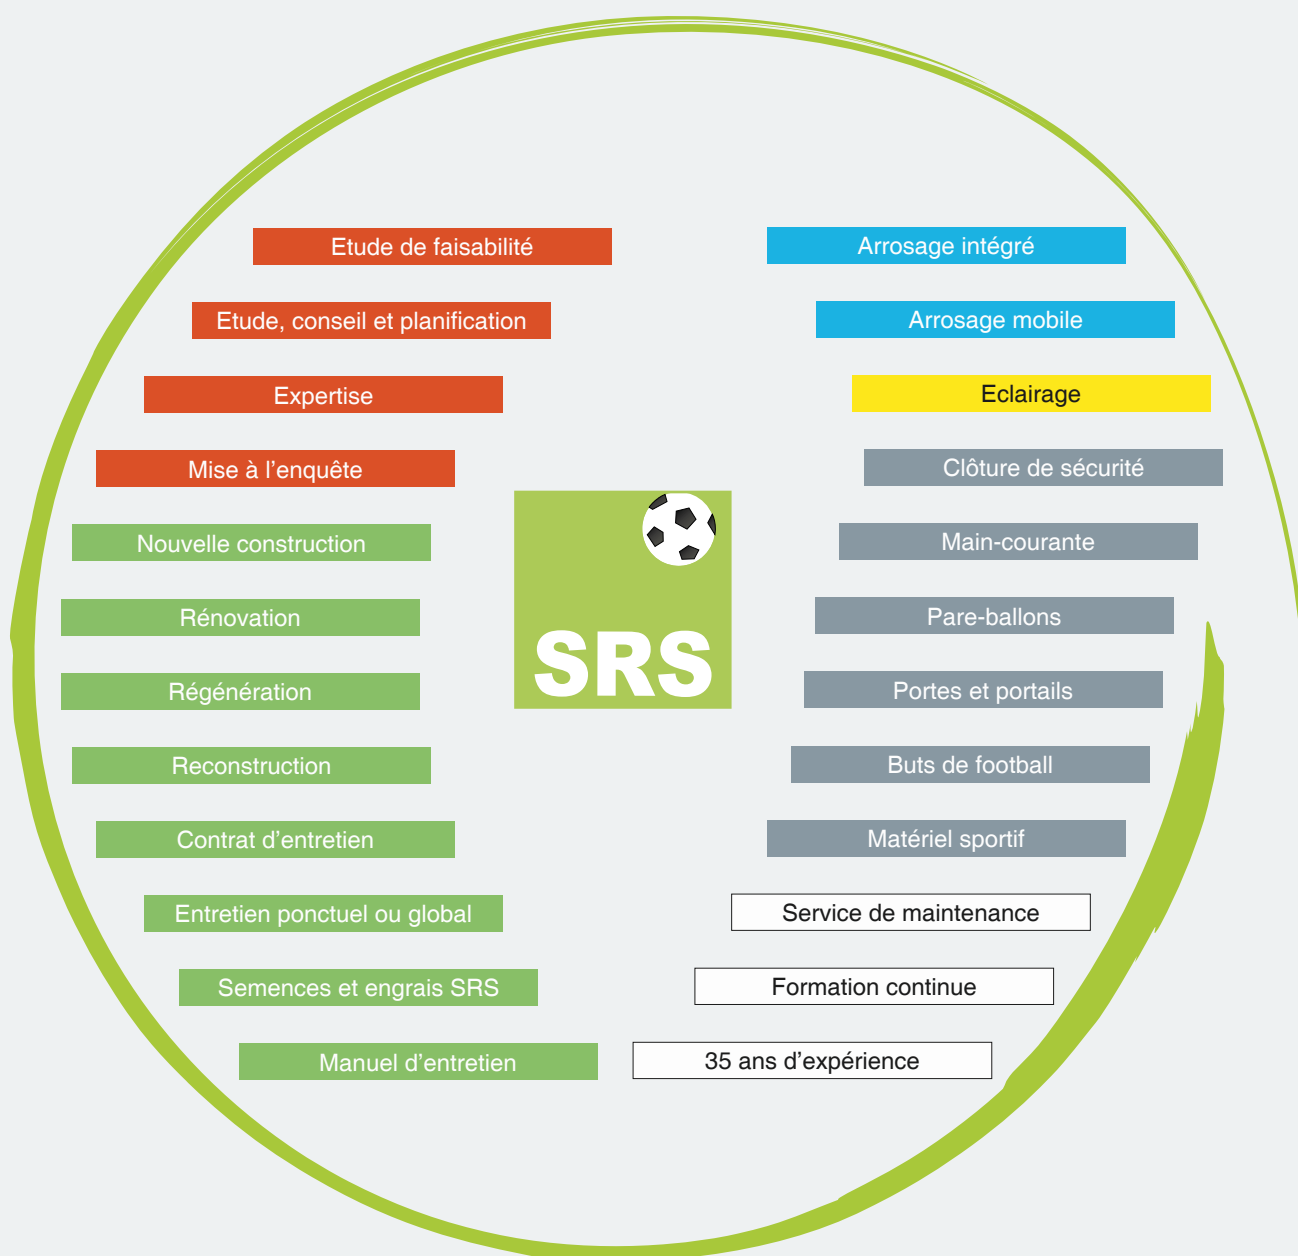 Etude de faisabilité
Etude, conseil et planification
Expertise
Mise à l'enquête
Nouvelle construction
Rénovation
Régénération
Reconstruction
Contrat d'entretien
Entretien ponctuel ou global
Semences et engrais SRS
Manuel d'entretien
SRS
Arrosage intégré
Arrosage mobile
Eclairage
Clôture de sécurité
Main-courante
Pare-ballons
Portes et portails
Buts de football
Matériel sportif
Service de maintenance
Formation continue
35 ans d'expérience